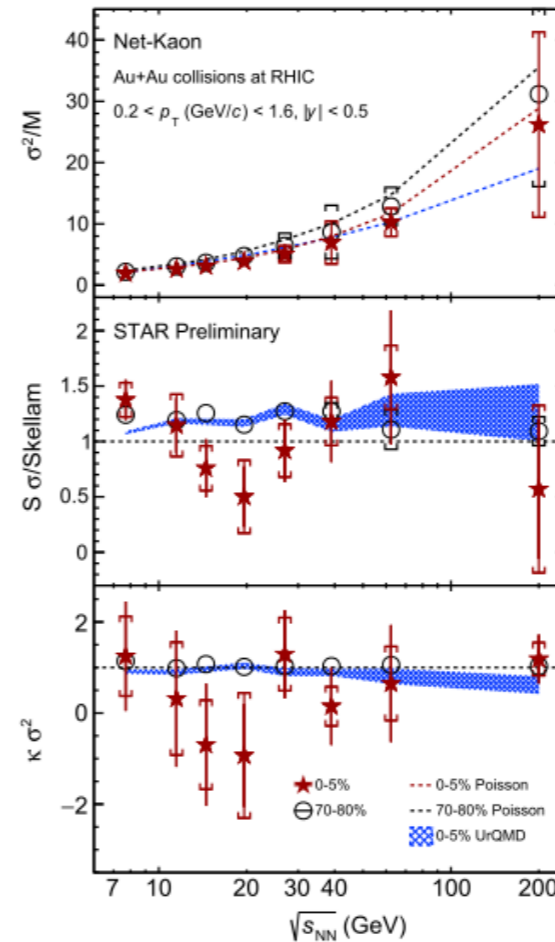 Net-Kaon
Au+Au collisions at RHIC
0.2 < p_T (GeV/c) < 1.6, |y| < 0.5
σ²/M
40
30
20
10
0
STAR Preliminary
S σ/Skellam
2
1.5
1
0.5
0
κ σ²
2
0
−2
0-5%
70-80%
0-5% Poisson
70-80% Poisson
0-5% UrQMD
7 10 20 30 40 100 200
√s_NN (GeV)